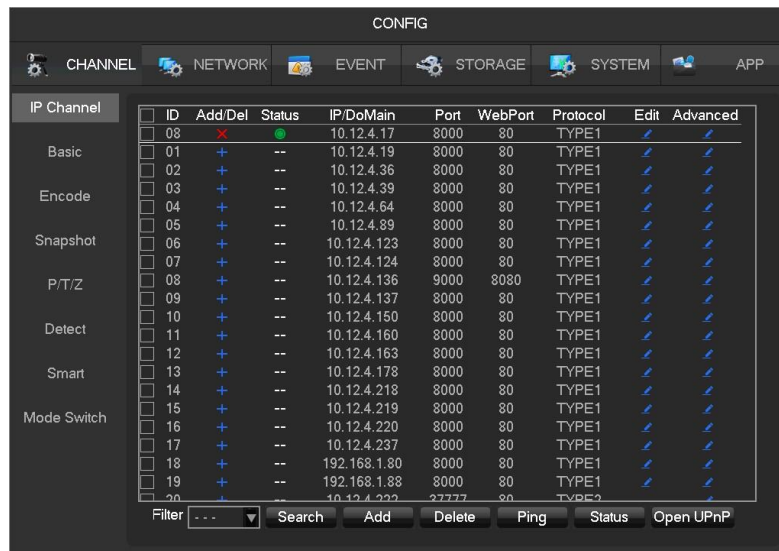 CONFIG
CHANNEL NETWORK EVENT STORAGE SYSTEM APP
IP Channel
Basic
Encode
Snapshot
P/T/Z
Detect
Smart
Mode Switch
ID Add/Del Status IP/DoMain Port WebPort Protocol Edit Advanced
08 10.12.4.17 8000 80 TYPE1
01 + -- 10.12.4.19 8000 80 TYPE1
02 + -- 10.12.4.36 8000 80 TYPE1
03 + -- 10.12.4.39 8000 80 TYPE1
04 + -- 10.12.4.64 8000 80 TYPE1
05 + -- 10.12.4.89 8000 80 TYPE1
06 + -- 10.12.4.123 8000 80 TYPE1
07 + -- 10.12.4.124 8000 80 TYPE1
08 + -- 10.12.4.136 9000 8080 TYPE1
09 + -- 10.12.4.137 8000 80 TYPE1
10 + -- 10.12.4.150 8000 80 TYPE1
11 + -- 10.12.4.160 8000 80 TYPE1
12 + -- 10.12.4.163 8000 80 TYPE1
13 + -- 10.12.4.178 8000 80 TYPE1
14 + -- 10.12.4.218 8000 80 TYPE1
15 + -- 10.12.4.219 8000 80 TYPE1
16 + -- 10.12.4.220 8000 80 TYPE1
17 + -- 10.12.4.237 8000 80 TYPE1
18 + -- 192.168.1.80 8000 80 TYPE1
19 + -- 192.168.1.88 8000 80 TYPE1
20 + -- 10.12.4.222 37777 80 TYPE2
Filter --- Search Add Delete Ping Status Open UPnP